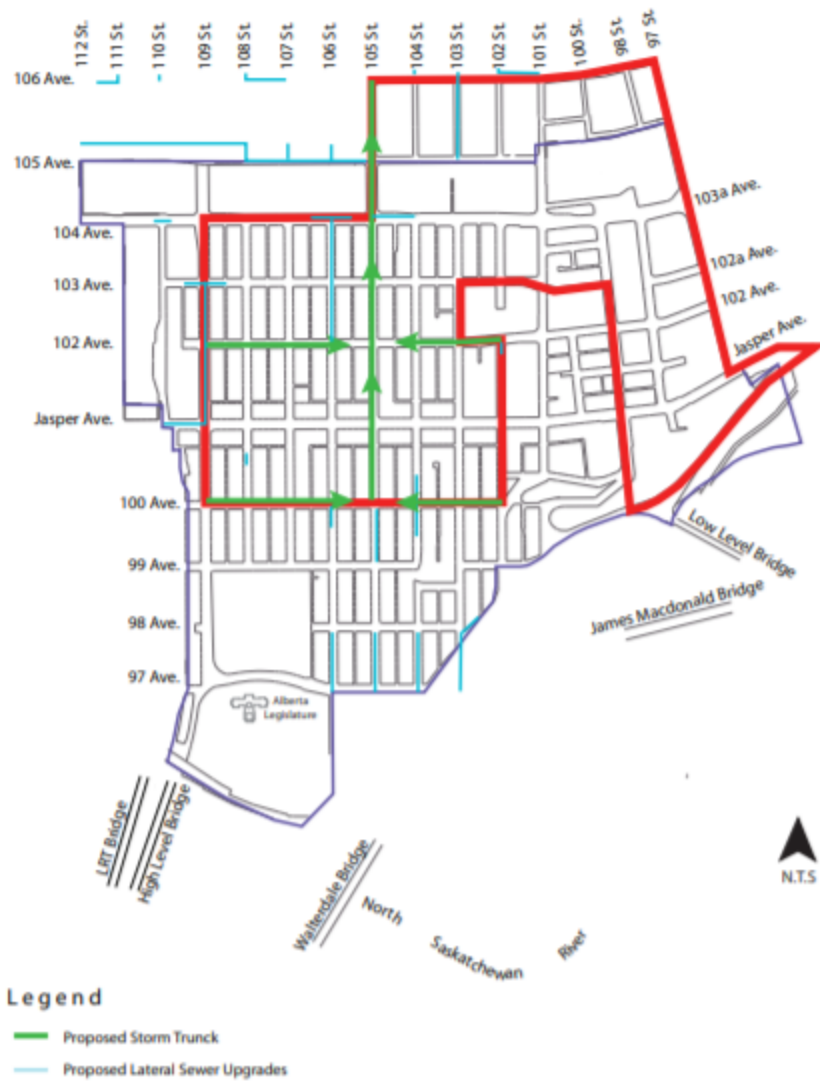 112 St.
111 St.
110 St.
109 St.
108 St.
107 St.
106 St.
105 St.
104 St.
103 St.
102 St.
101 St.
100 St.
98 St.
97 St.
106 Ave.
105 Ave.
104 Ave.
103 Ave.
102 Ave.
Jasper Ave.
100 Ave.
99 Ave.
98 Ave.
97 Ave.
103a Ave.
102a Ave.
102 Ave.
Jasper Ave.
Low Level Bridge
James Macdonald Bridge
Alberta
Legislature
LRT Bridge
High Level Bridge
Walterdale Bridge
North Saskatchewan River
N.T.S
Legend
Proposed Storm Trunck
Proposed Lateral Sewer Upgrades